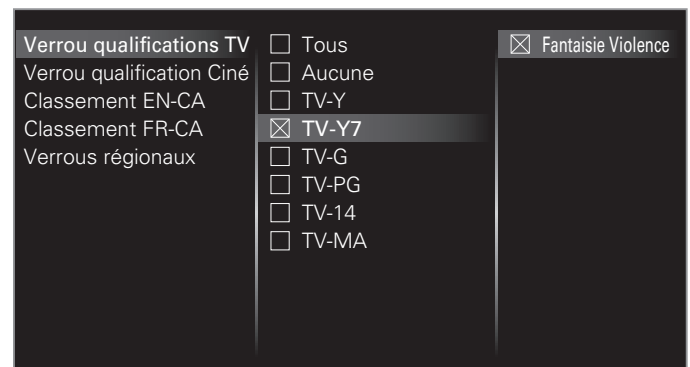 Verrou qualifications TV
Verrou qualification Ciné
Classement EN-CA
Classement FR-CA
Verrous régionaux
Tous
Aucune
TV-Y
TV-Y7
TV-G
TV-PG
TV-14
TV-MA
Fantaisie Violence